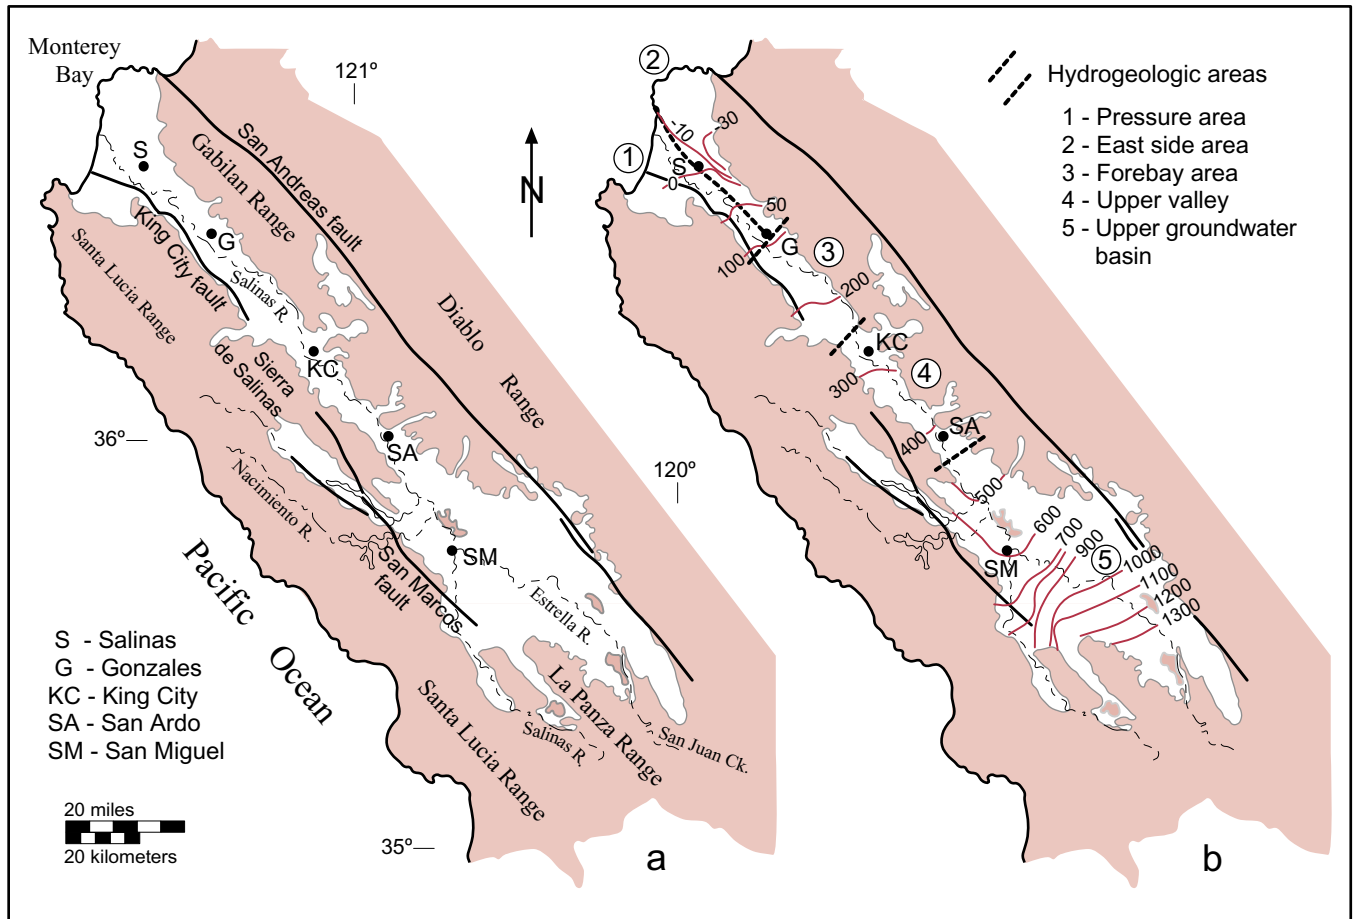 Monterey
Bay
121º
S
Gabilan Range
San Andreas fault
King City fault
G
Salinas R.
Santa Lucia Range
Sierra
de Salinas
KC
Diablo
Range
36º
SA
Nacimiento R.
120º
SM
San Marcos
fault
Estrella R.
Pacific
Ocean
La Panza Range
Santa Lucia Range
Salinas R.
San Juan Ck.
35º
S - Salinas
G - Gonzales
KC - King City
SA - San Ardo
SM - San Miguel
20 miles
20 kilometers
a
N
2
-10
-30
1
S
0
50
G
3
100
200
KC
300
4
SA
400
500
600
700
900
SM
5
1000
1100
1200
1300
b
Hydrogeologic areas
1 - Pressure area
2 - East side area
3 - Forebay area
4 - Upper valley
5 - Upper groundwater
basin